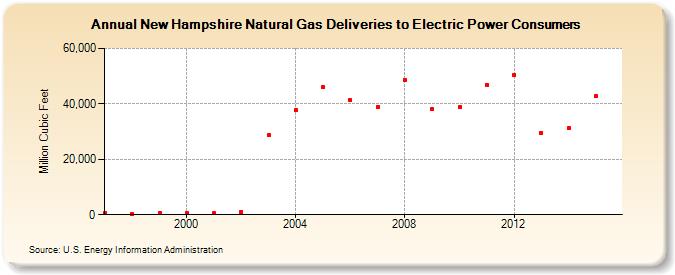 Annual New Hampshire Natural Gas Deliveries to Electric Power Consumers
Million Cubic Feet
60,000
40,000
20,000
0
2000 2004 2008 2012
Source: U.S. Energy Information Administration